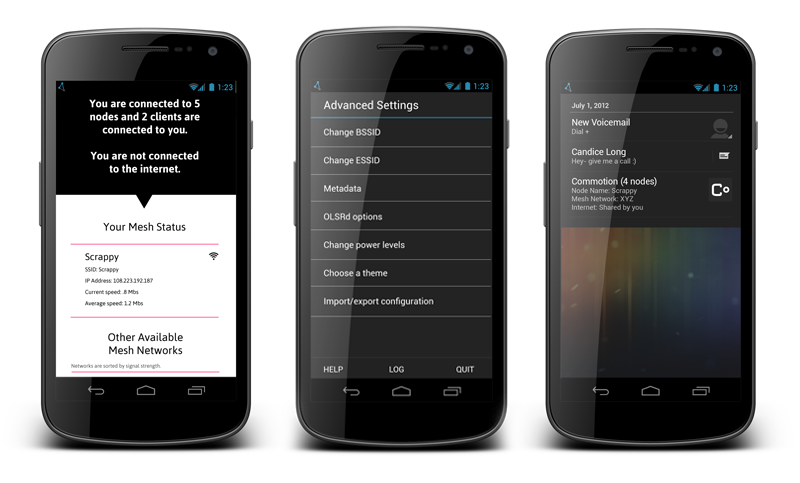 1:23
You are connected to 5
nodes and 2 clients are
connected to you.
You are not connected
to the internet.
Your Mesh Status
Scrappy
SSID: Scrappy
IP Address: 108.223.192.187
Current speed: .8 Mbs
Average speed: 1.2 Mbs
Other Available
Mesh Networks
Networks are sorted by signal strength.
1:23
Advanced Settings
Change BSSID
Change ESSID
Metadata
OLSRd options
Change power levels
Choose a theme
Import/export configuration
HELP LOG QUIT
1:23
July 1, 2012
New Voicemail
Dial +
Candice Long
Hey- give me a call :)
Commotion (4 nodes)
Node Name: Scrappy
Mesh Network: XYZ
Internet: Shared by you
Co